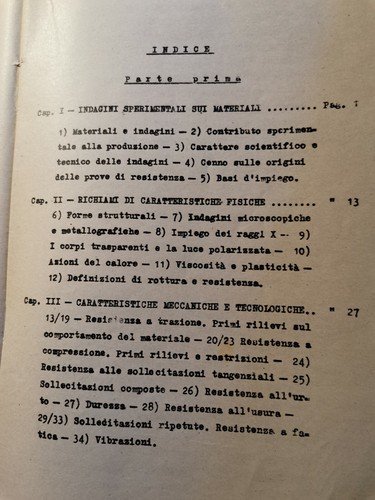 INDICE
Parte prima
Cap. I - INDAGINI SPERIMENTALI SUI MATERIALI ......... Pag. 1
1) Materiali e indagini - 2) Contributo sperimen-
tale alla produzione - 3) Carattere scientifico e
tecnico delle indagini - 4) Cenno sulle origini
delle prove di resistenza - 5) Basi d'impiego.
Cap. II - RICHIAMI DI CARATTERISTICHE FISICHE ........ " 13
6) Forme strutturali - 7) Indagini microscopiche
e metallografiche - 8) Impiego dei raggi X - 9)
I corpi trasparenti e la luce polarizzata - 10)
Azioni del calore - 11) Viscosità e plasticità -
12) Definizioni di rottura e resistenza.
Cap. III - CARATTERISTICHE MECCANICHE E TECNOLOGICHE.. " 27
13/19 - Resistenza a trazione. Primi rilievi sul
comportamento del materiale - 20/23 Resistenza a
compressione. Primi rilievi e restrizioni - 24)
Resistenza alle sollecitazioni tangenziali - 25)
Sollecitazioni composte - 26) Resistenza all'ur-
to - 27) Durezza - 28) Resistenza all'usura -
29/33) Solleditazioni ripetute. Resistenza a fa-
tica - 34) Vibrazioni.